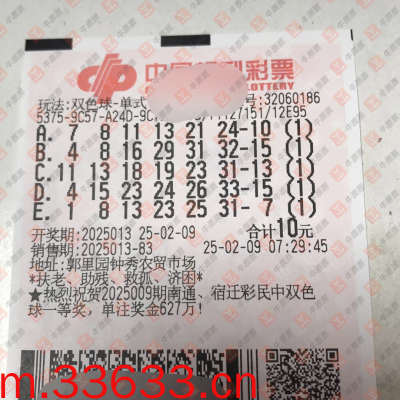 中国福利彩票
LOTTERY
玩法:双色球-单式
号:32060186
5375-9C57-A24D-9C
27151/12E95
A. 7 8 11 13 21 24-10 (1)
B. 4 8 16 29 31 32-15 (1)
C.11 13 18 19 23 31-13 (1)
D. 4 15 23 24 26 33-15 (1)
E. 1 8 13 23 25 31- 7 (1)
开奖期:2025013 25-02-09 合计10元
销售期:2025013-83 25-02-09 07:29:45
地址:郭里园钟秀农贸市场
*扶老、助残、救孤、济困*
★热烈祝贺2025009期南通、宿迁彩民中双色
球一等奖,单注奖金627万!
m.33633.cn